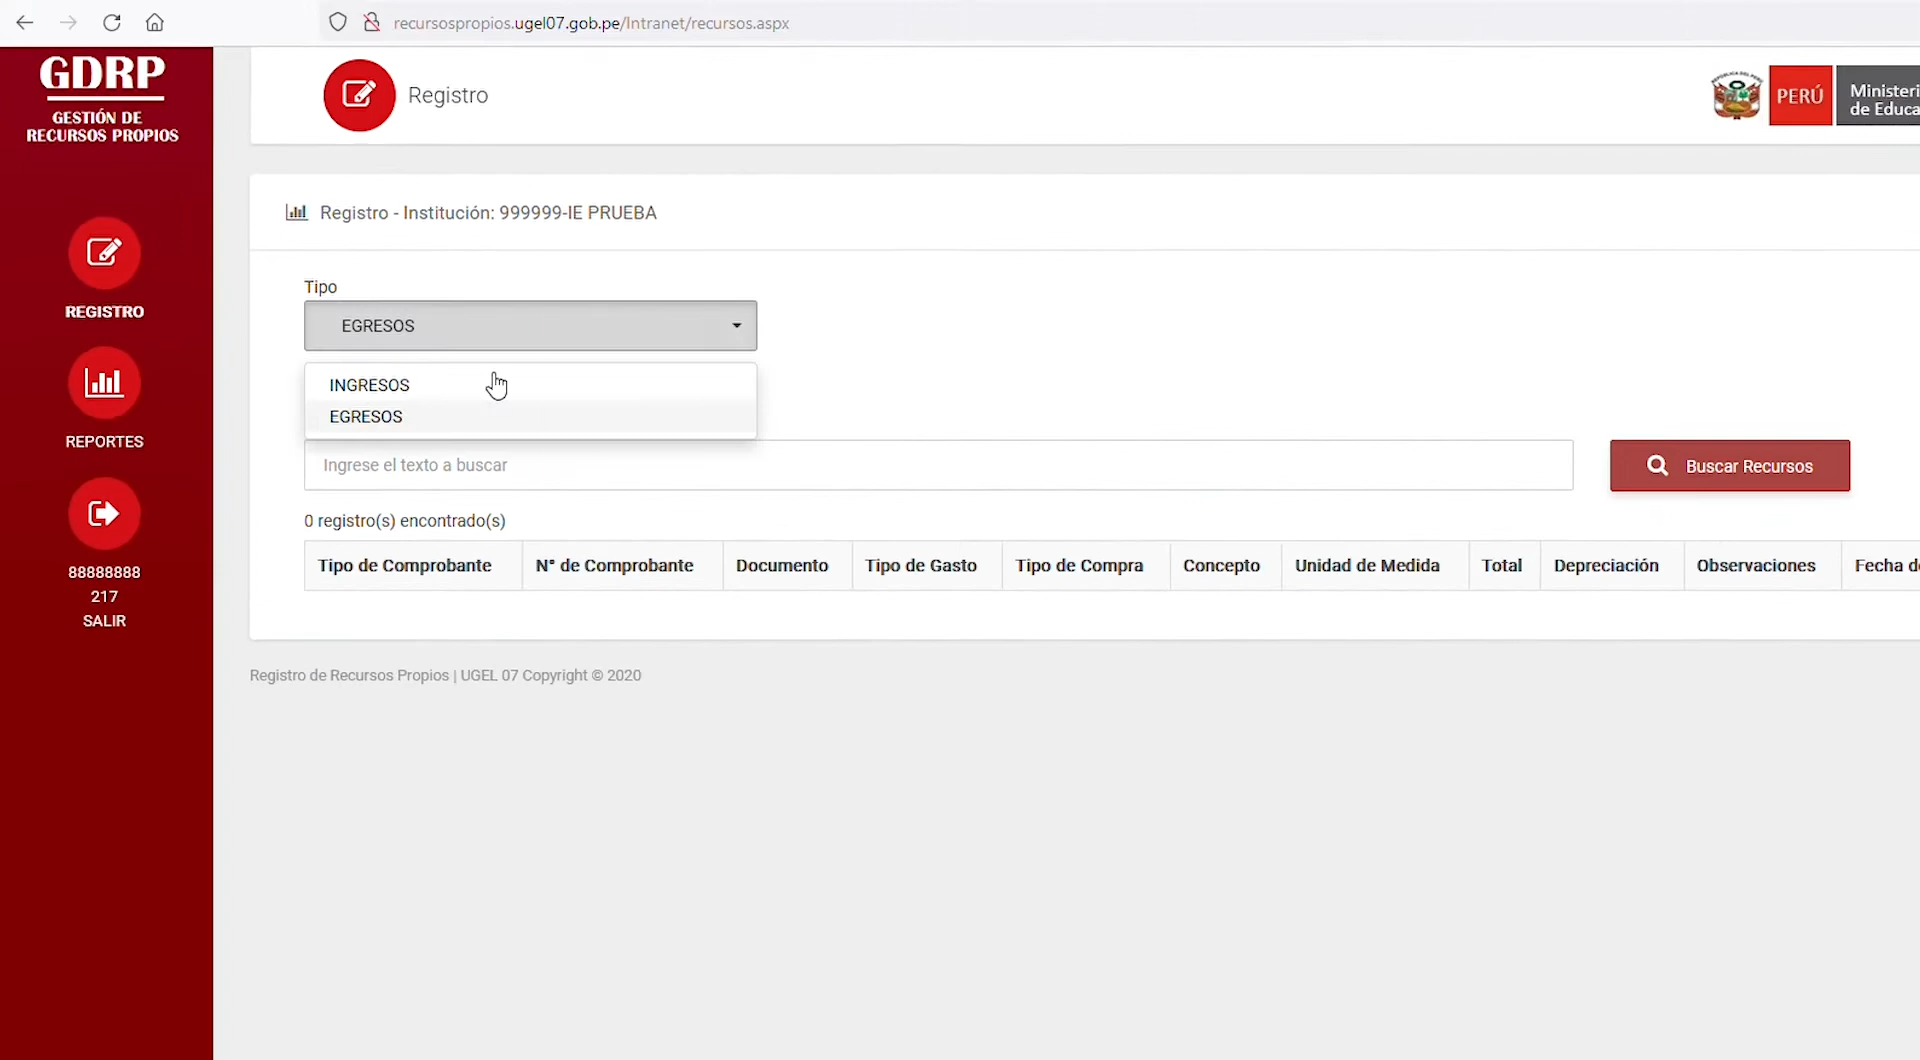 recursospropios.ugel07.gob.pe/Intranet/recursos.aspx
GDRP
GESTIÓN DE
RECURSOS PROPIOS
REGISTRO
REPORTES
88888888
217
SALIR
Registro
REPÚBLICA DEL PERÚ
PERÚ
Ministeri
de Educa
Registro - Institución: 999999-IE PRUEBA
Tipo
EGRESOS
INGRESOS
EGRESOS
Ingrese el texto a buscar
Buscar Recursos
0 registro(s) encontrado(s)
Tipo de Comprobante N° de Comprobante Documento Tipo de Gasto Tipo de Compra Concepto Unidad de Medida Total Depreciación Observaciones Fecha d
Registro de Recursos Propios | UGEL 07 Copyright © 2020